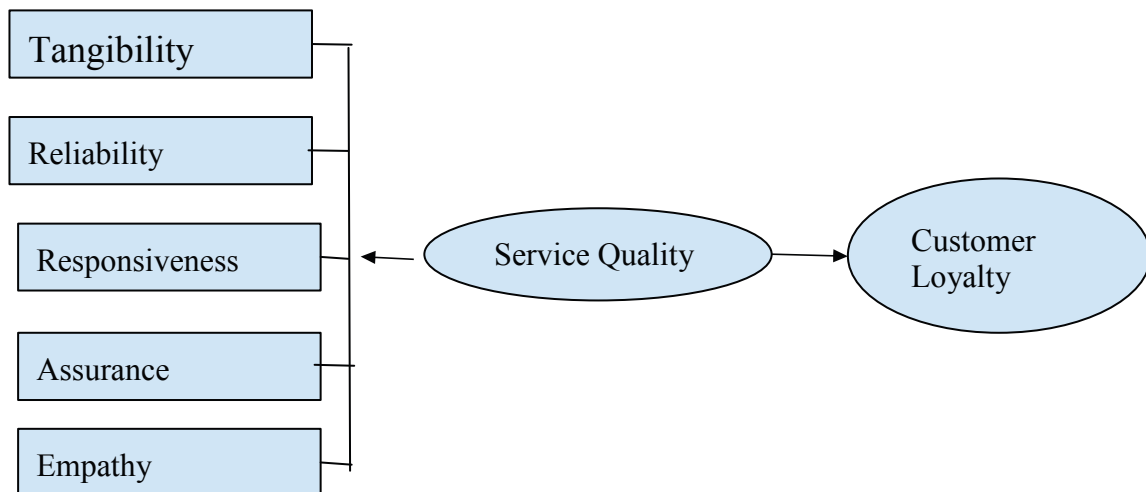 Tangibility
Reliability
Responsiveness
Assurance
Empathy
Service Quality
Customer
Loyalty